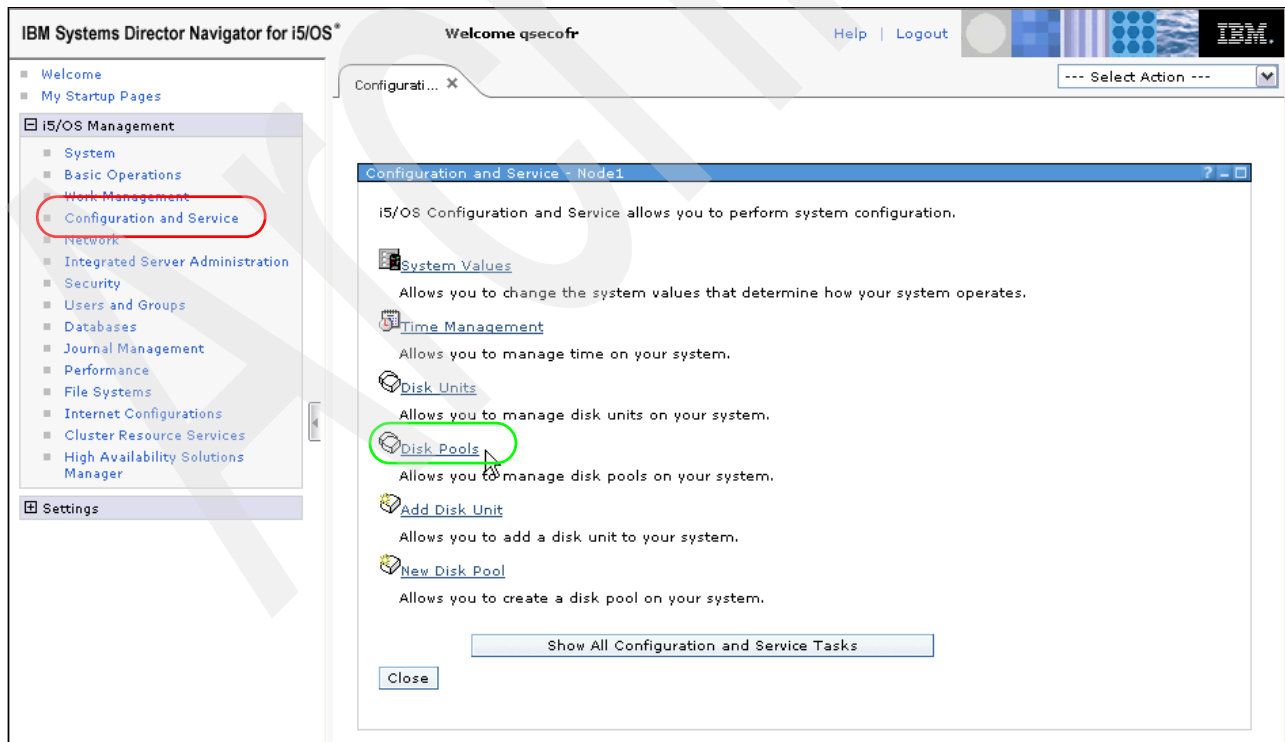 IBM Systems Director Navigator for i5/OS®
Welcome qsecofr
Help | Logout
IBM.
Welcome
My Startup Pages
i5/OS Management
System
Basic Operations
Work Management
Configuration and Service
Network
Integrated Server Administration
Security
Users and Groups
Databases
Journal Management
Performance
File Systems
Internet Configurations
Cluster Resource Services
High Availability Solutions
Manager
Settings
Configurati...
--- Select Action ---
Configuration and Service - Node1
i5/OS Configuration and Service allows you to perform system configuration.
System Values
Allows you to change the system values that determine how your system operates.
Time Management
Allows you to manage time on your system.
Disk Units
Allows you to manage disk units on your system.
Disk Pools
Allows you to manage disk pools on your system.
Add Disk Unit
Allows you to add a disk unit to your system.
New Disk Pool
Allows you to create a disk pool on your system.
Show All Configuration and Service Tasks
Close